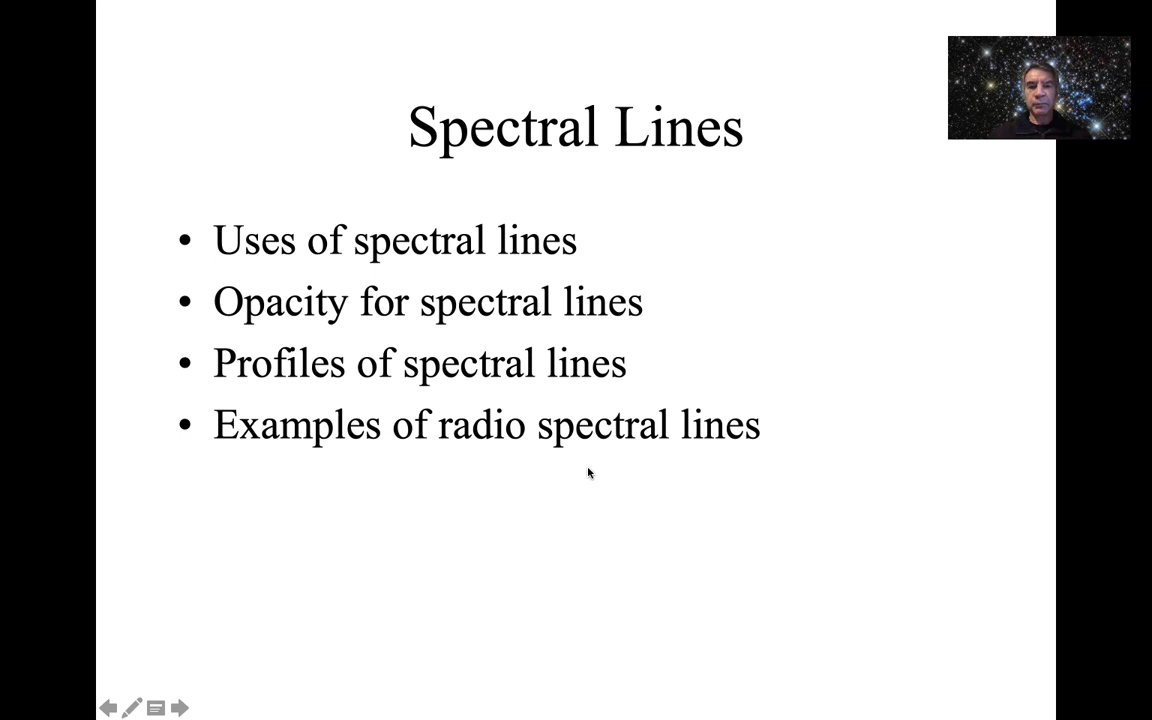 Spectral Lines
• Uses of spectral lines
• Opacity for spectral lines
• Profiles of spectral lines
• Examples of radio spectral lines